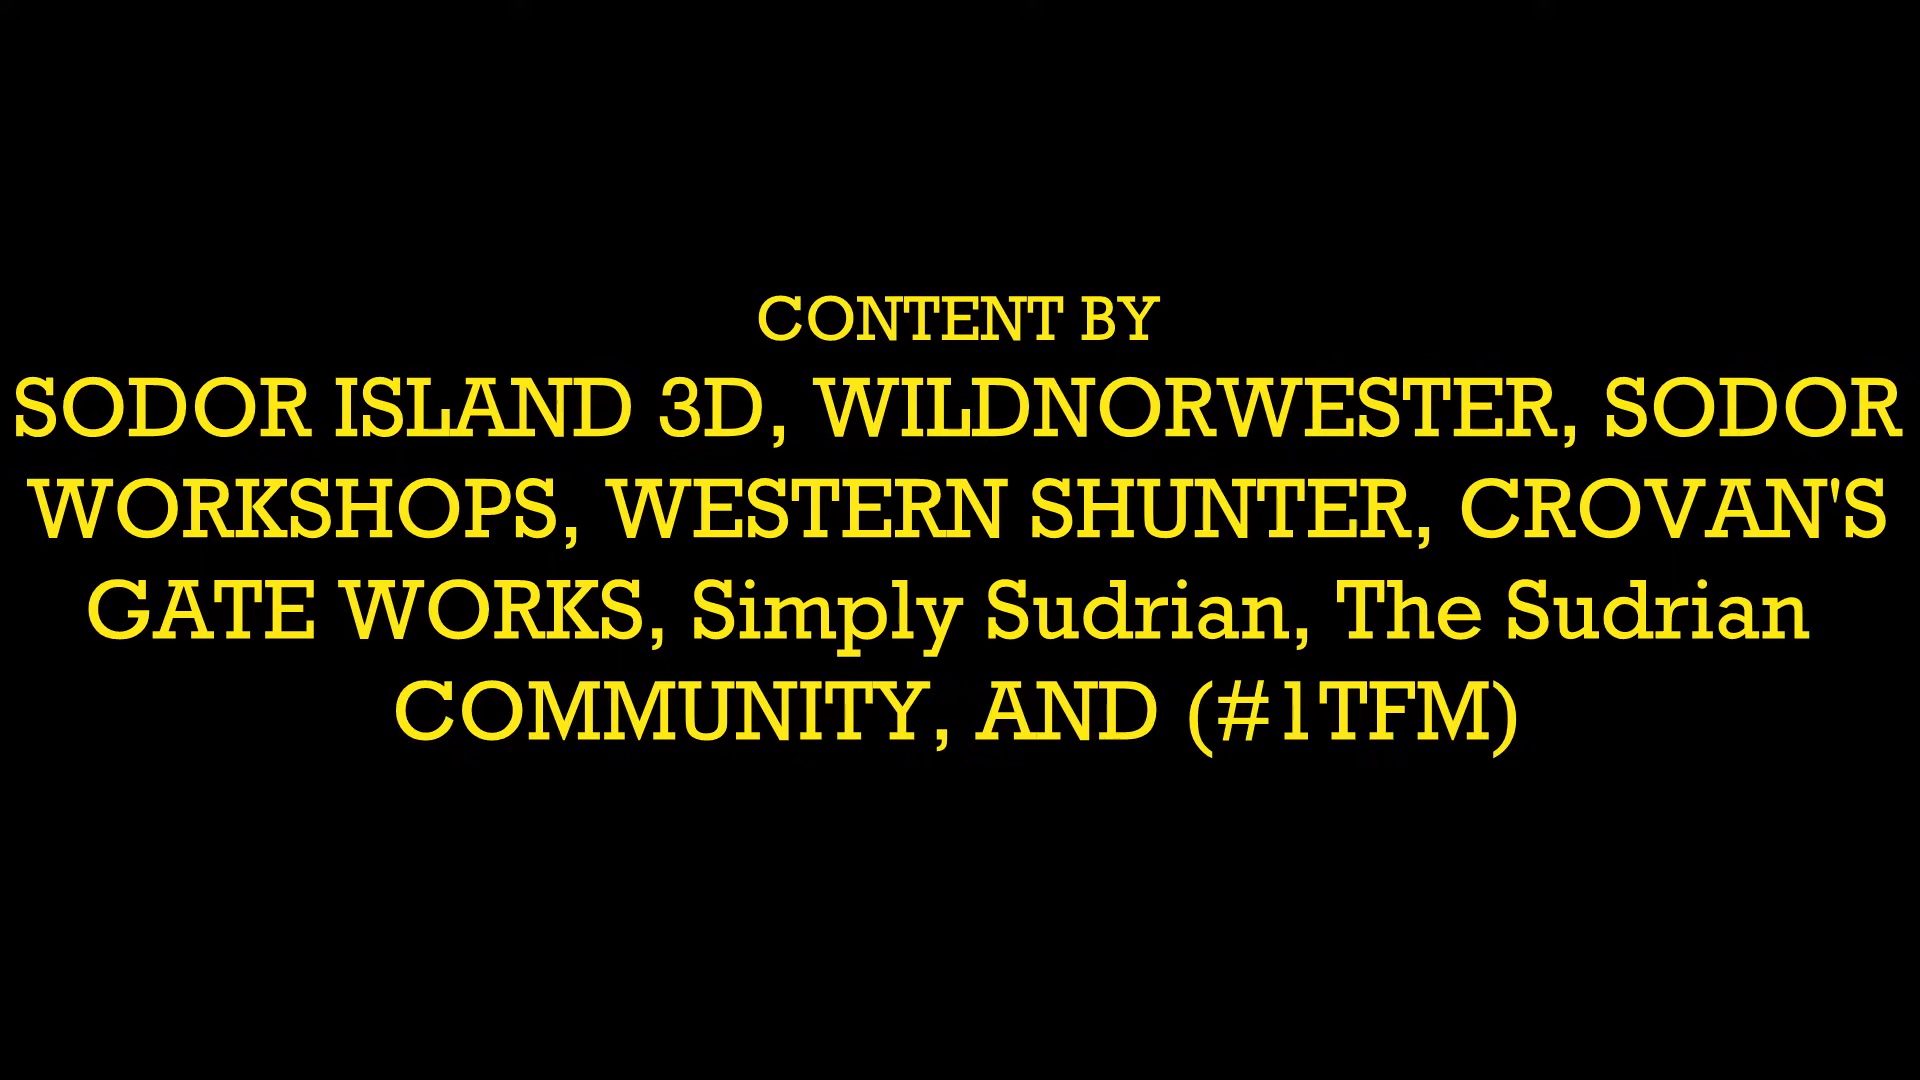 CONTENT BY
SODOR ISLAND 3D, WILDNORWESTER, SODOR
WORKSHOPS, WESTERN SHUNTER, CROVAN'S
GATE WORKS, Simply Sudrian, The Sudrian
COMMUNITY, AND (#1TFM)